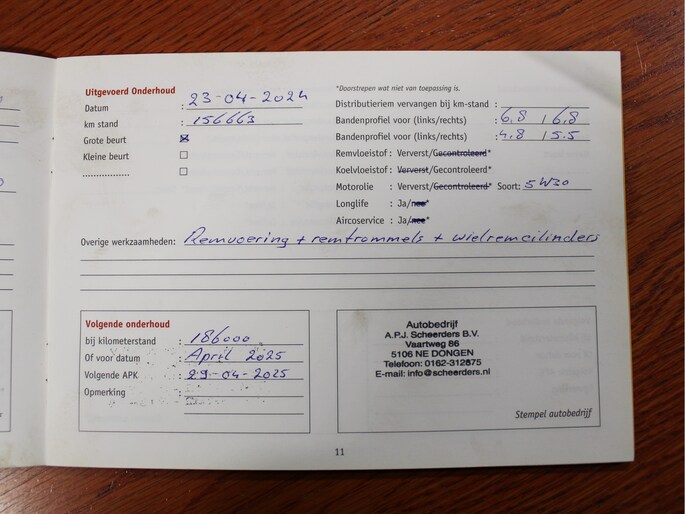 Uitgevoerd Onderhoud
Datum : 23-04-2024
km stand : 156663
Grote beurt
Kleine beurt
................
*Doorstrepen wat niet van toepassing is.
Distributieriem vervangen bij km-stand :
Bandenprofiel voor (links/rechts) : 6.8 / 6.8
Bandenprofiel voor (links/rechts) : 4.8 / 5.5
Remvloeistof : Ververst/Gecontroleerd*
Koelvloeistof : Ververst/Gecontroleerd*
Motorolie : Ververst/Gecontroleerd* Soort: 5W30
Longlife : Ja/nee*
Aircoservice : Ja/nee*
Overige werkzaamheden: Remvoering + remtrommels + wielremcilinders
Volgende onderhoud
bij kilometerstand : 186000
Of voor datum : April 2025
Volgende APK : 29-04-2025
Opmerking :
Autobedrijf
A.P.J. Scheerders B.V.
Vaartweg 86
5106 NE DONGEN
Telefoon: 0162-312875
E-mail: info@scheerders.nl
Stempel autobedrijf
11